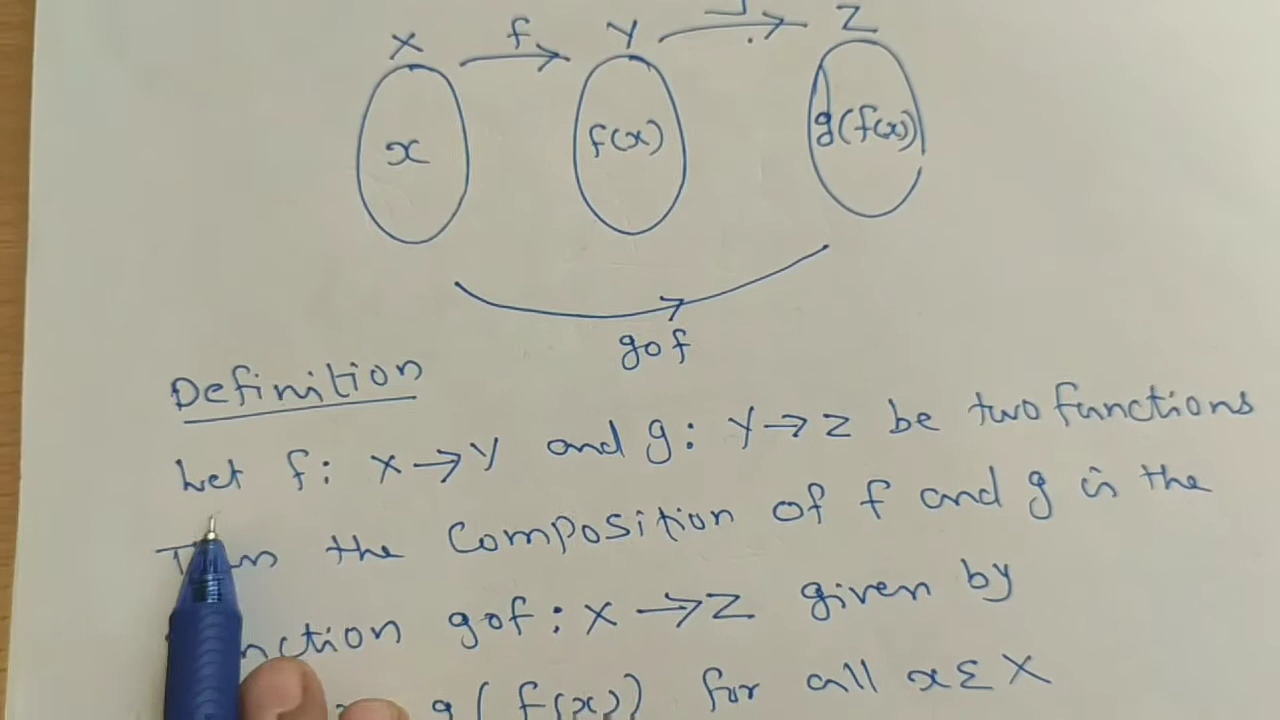 X f Y Z
x f(x) g(f(x))
gof
Definition
Let f: X→Y and g: Y→Z be two functions
the composition of f and g is the
gof: X→Z given by
g(f(x)) for all x∈X